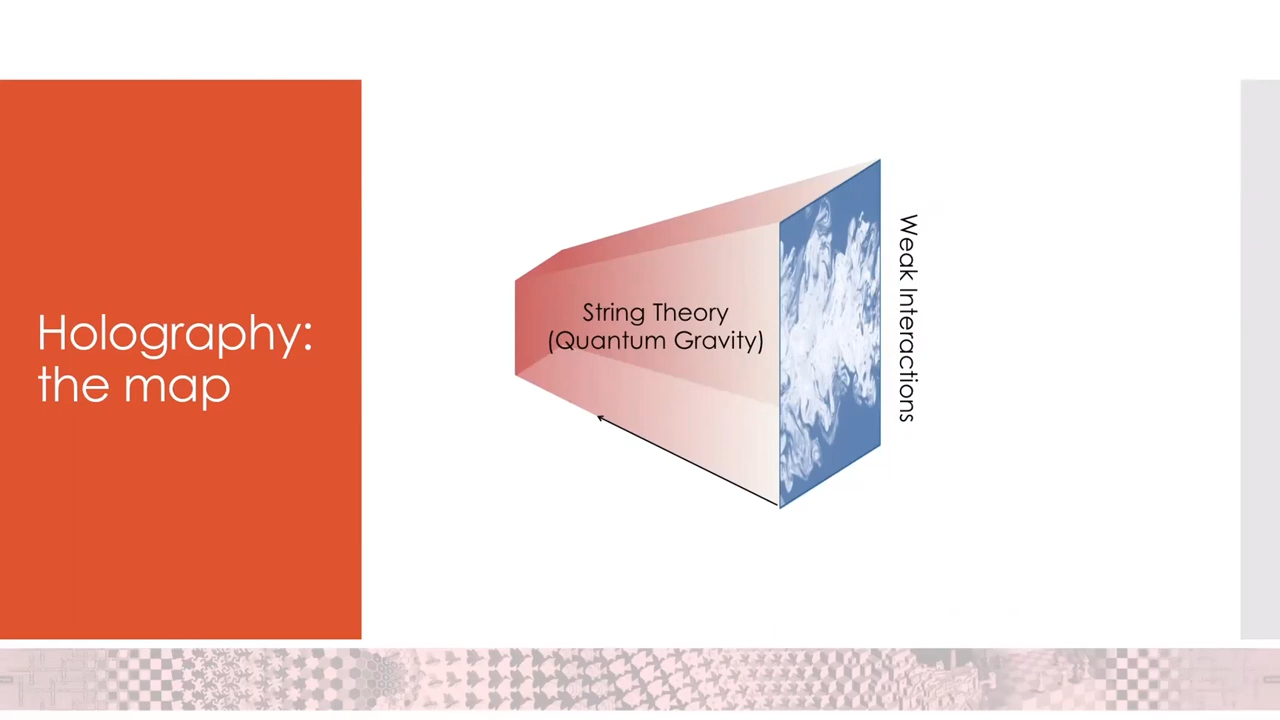 Holography:
the map
String Theory
(Quantum Gravity)
Weak Interactions